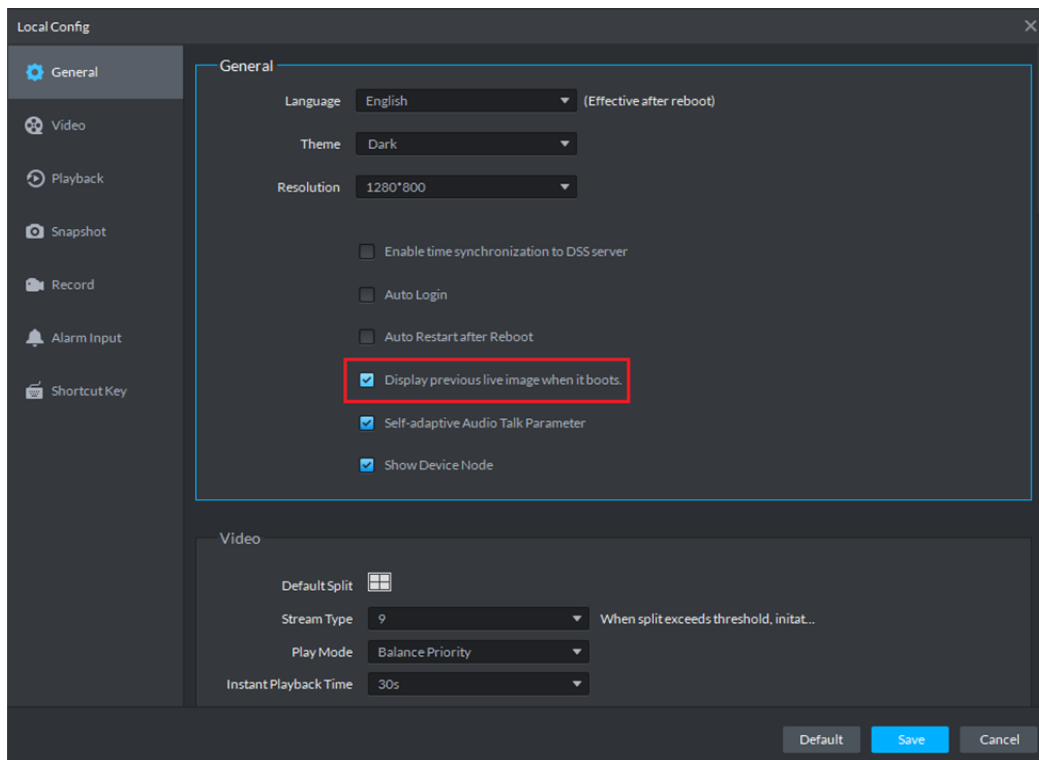 Local Config
General
Video
Playback
Snapshot
Record
Alarm Input
Shortcut Key
General
Language English (Effective after reboot)
Theme Dark
Resolution 1280*800
Enable time synchronization to DSS server
Auto Login
Auto Restart after Reboot
Display previous live image when it boots.
Self-adaptive Audio Talk Parameter
Show Device Node
Video
Default Split
Stream Type 9 When split exceeds threshold, initat...
Play Mode Balance Priority
Instant Playback Time 30s
Default Save Cancel